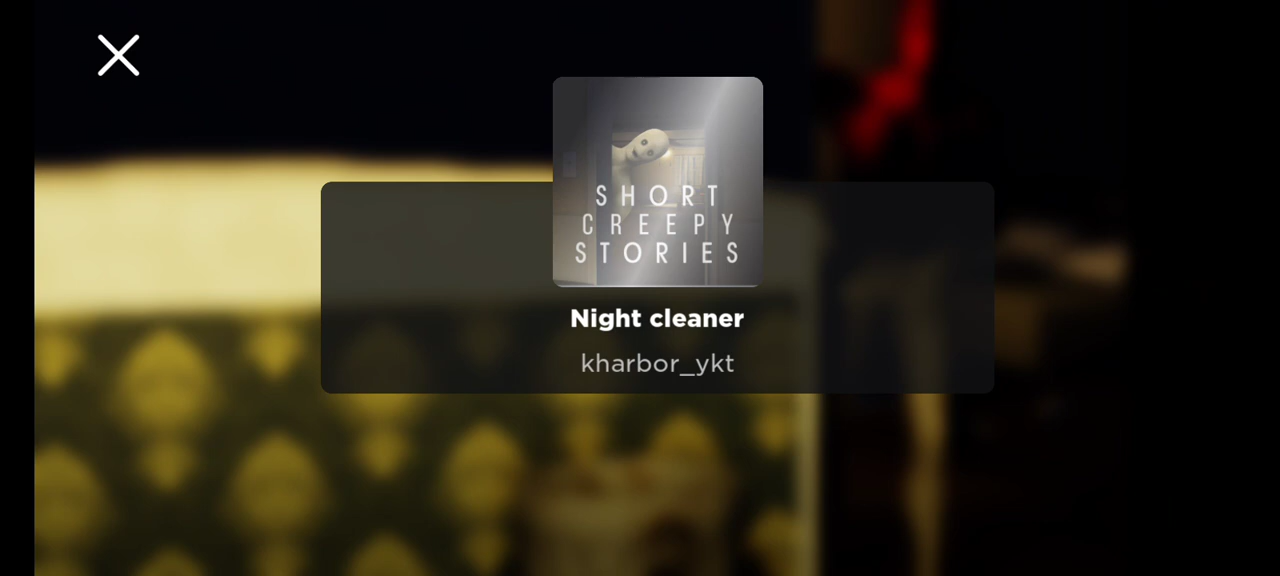 SHORT
CREEPY
STORIES
Night cleaner
kharbor_ykt